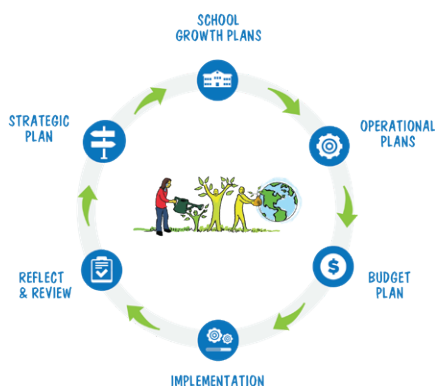 SCHOOL
GROWTH PLANS
OPERATIONAL
PLANS
BUDGET
PLAN
IMPLEMENTATION
REFLECT
& REVIEW
STRATEGIC
PLAN
$